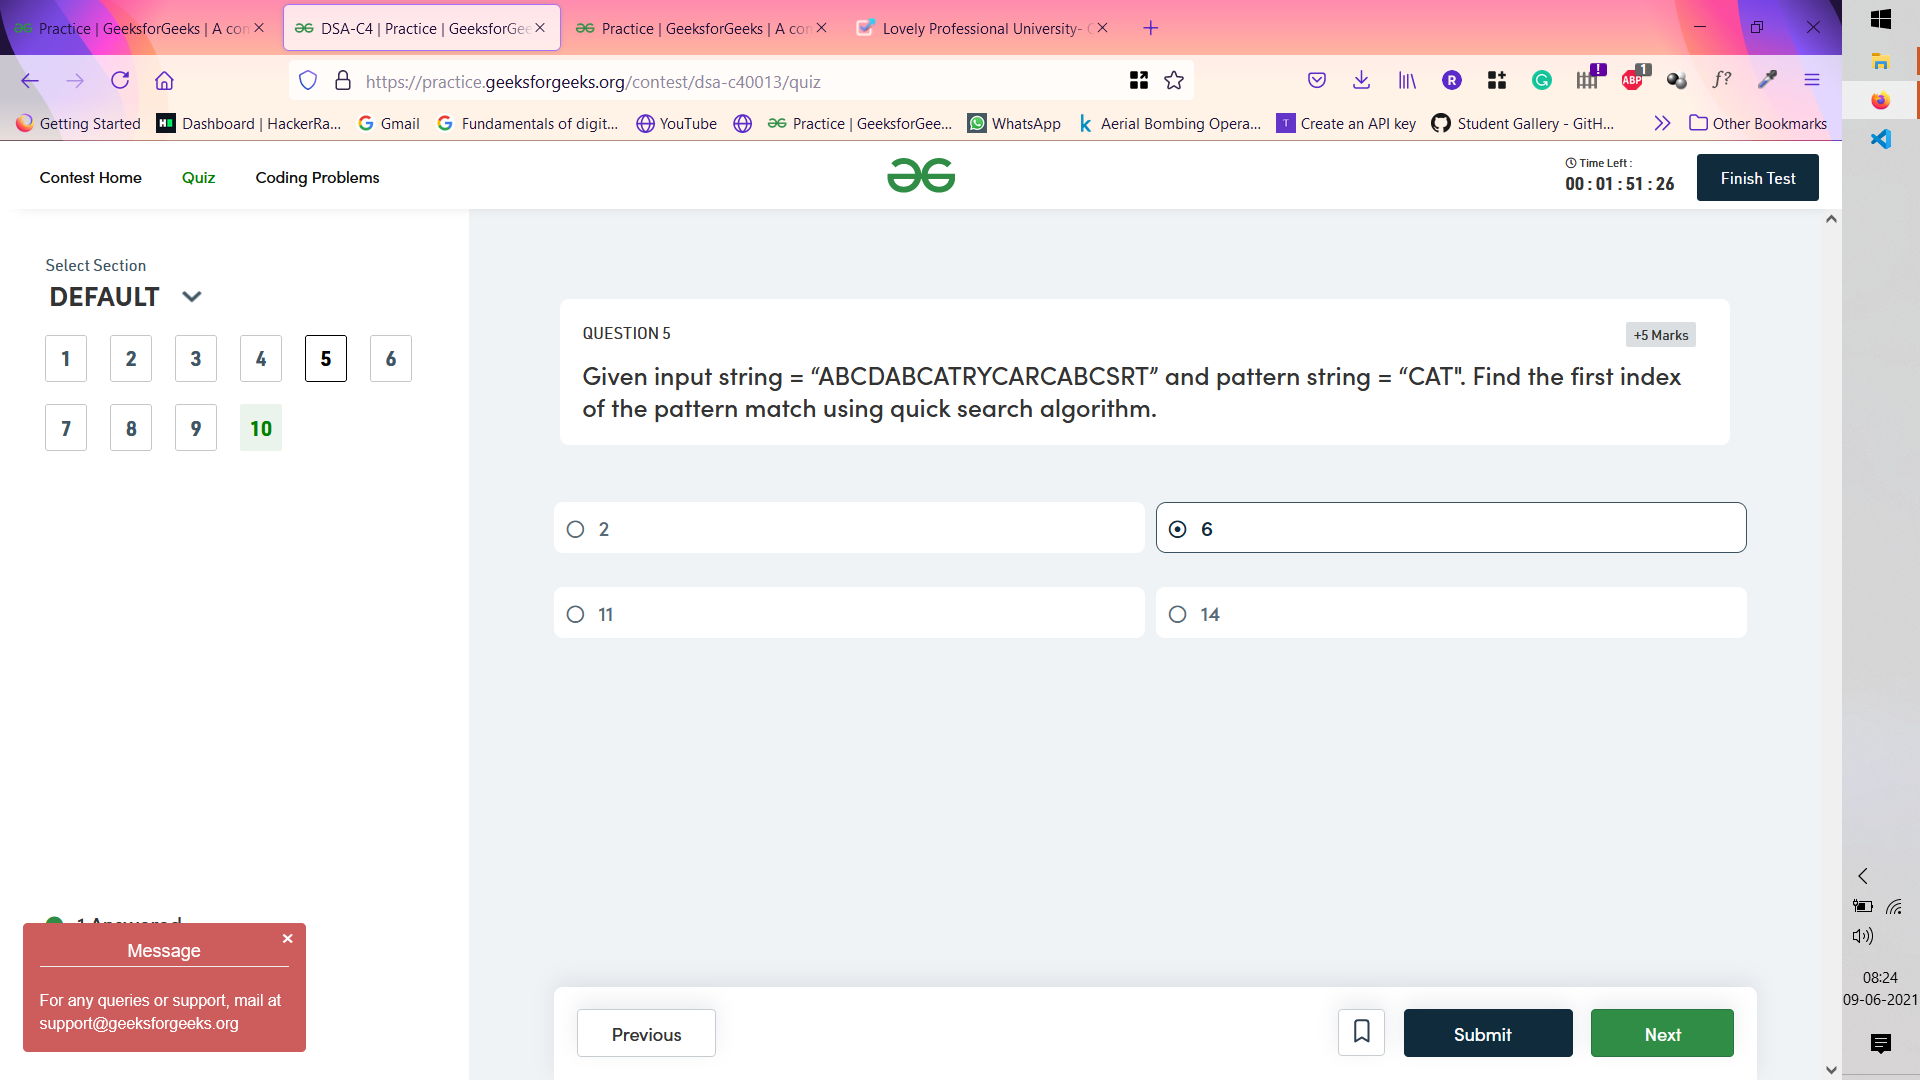 Practice | GeeksforGeeks | A con
DSA-C4 | Practice | GeeksforGee
Practice | GeeksforGeeks | A con
Lovely Professional University- C
https://practice.geeksforgeeks.org/contest/dsa-c40013/quiz
R
!
ABP
1
f?
Getting Started
Dashboard | HackerRa...
Gmail
Fundamentals of digit...
YouTube
Practice | GeeksforGee...
WhatsApp
Aerial Bombing Opera...
T
Create an API key
Student Gallery - GitH...
Other Bookmarks
Contest Home
Quiz
Coding Problems
Time Left :
00 : 01 : 51 : 26
Finish Test
Select Section
DEFAULT
1 2 3 4 5 6
7 8 9 10
QUESTION 5
+5 Marks
Given input string = “ABCDABCATRYCARCABCSRT” and pattern string = “CAT". Find the first index
of the pattern match using quick search algorithm.
2
6
11
14
1 Answered
Message
×
For any queries or support, mail at
support@geeksforgeeks.org
Previous
Submit
Next
08:24
09-06-2021